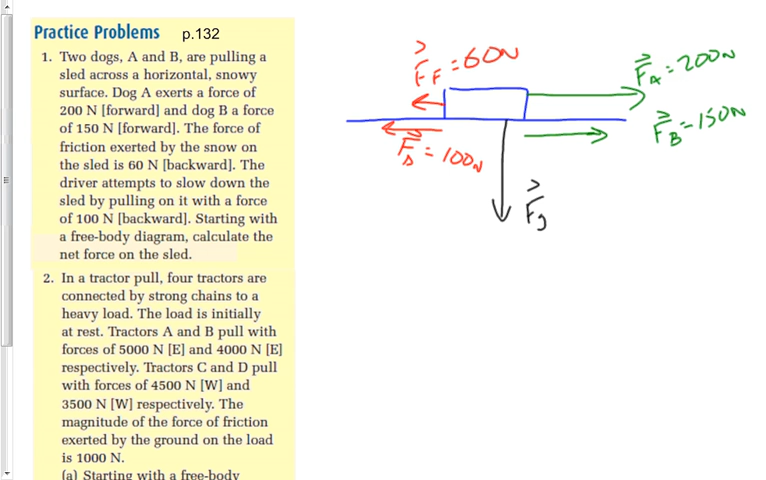 Practice Problems p.132
1. Two dogs, A and B, are pulling a
sled across a horizontal, snowy
surface. Dog A exerts a force of
200 N [forward] and dog B a force
of 150 N [forward]. The force of
friction exerted by the snow on
the sled is 60 N [backward]. The
driver attempts to slow down the
sled by pulling on it with a force
of 100 N [backward]. Starting with
a free-body diagram, calculate the
net force on the sled.
2. In a tractor pull, four tractors are
connected by strong chains to a
heavy load. The load is initially
at rest. Tractors A and B pull with
forces of 5000 N [E] and 4000 N [E]
respectively. Tractors C and D pull
with forces of 4500 N [W] and
3500 N [W] respectively. The
magnitude of the force of friction
exerted by the ground on the load
is 1000 N.
(a) Starting with a free-body
F⃗F = 60N
F⃗A = 200N
F⃗B = 150N
F⃗D = 100N
F⃗g